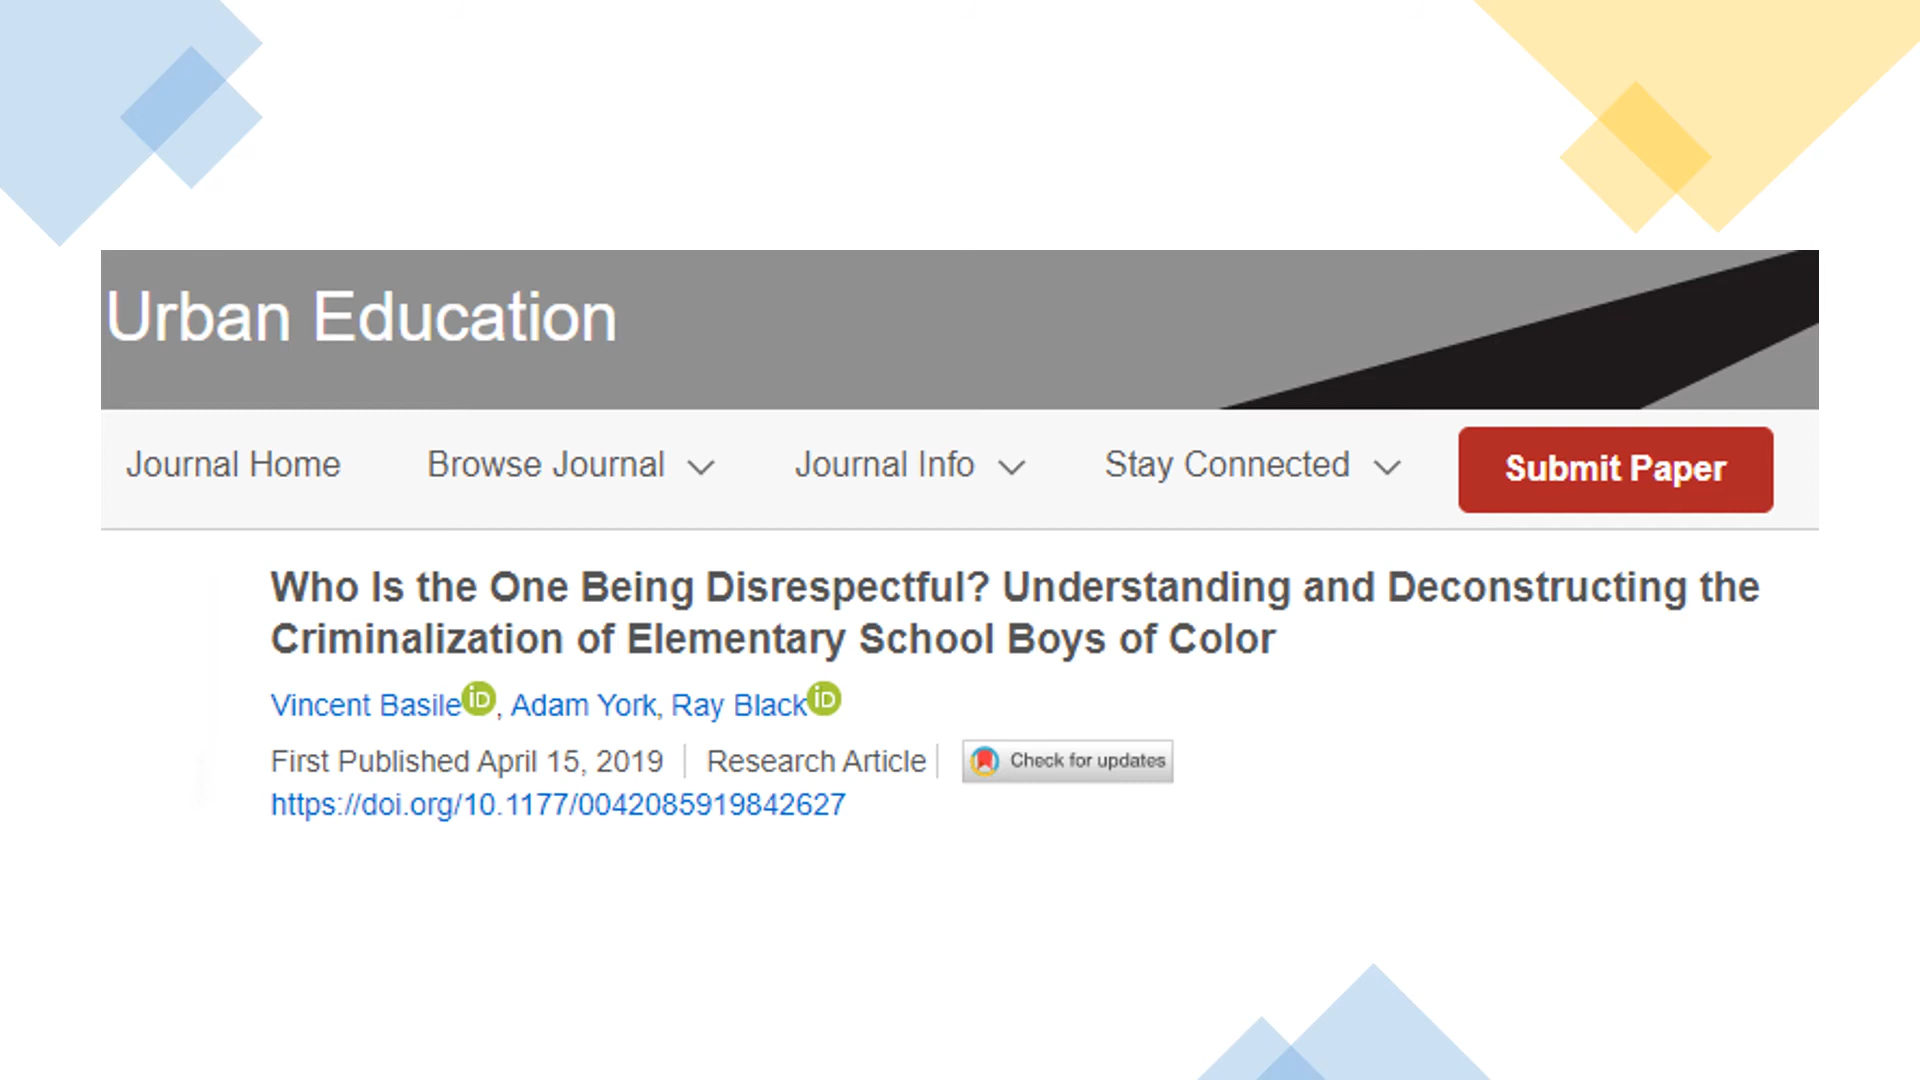 Urban Education
Journal Home Browse Journal Journal Info Stay Connected Submit Paper
Who Is the One Being Disrespectful? Understanding and Deconstructing the
Criminalization of Elementary School Boys of Color
Vincent Basile iD, Adam York, Ray Black iD
First Published April 15, 2019 | Research Article | Check for updates
https://doi.org/10.1177/0042085919842627